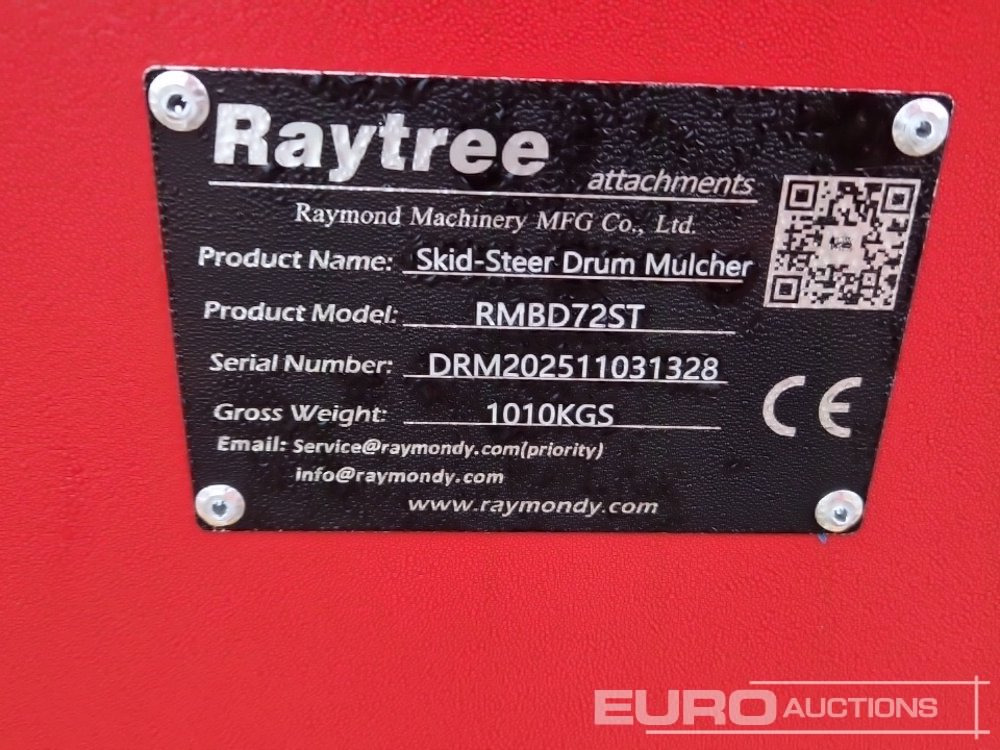 Raytree
attachments
Raymond Machinery MFG Co., Ltd.
Product Name: Skid-Steer Drum Mulcher
Product Model: RMBD72ST
Serial Number: DRM202511031328
Gross Weight: 1010KGS
CE
Email: Service@raymondy.com(priority)
info@raymondy.com
www.raymondy.com
EURO AUCTIONS